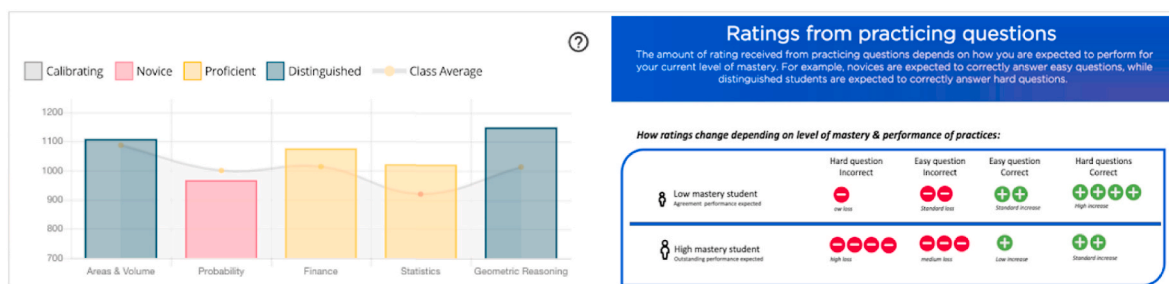 ?
Calibrating Novice Proficient Distinguished Class Average
1200
1100
1000
900
800
700
Areas & Volume Probability Finance Statistics Geometric Reasoning
Ratings from practicing questions
The amount of rating received from practicing questions depends on how you are expected to perform for
your current level of mastery. For example, novices are expected to correctly answer easy questions, while
distinguished students are expected to correctly answer hard questions.
How ratings change depending on level of mastery & performance of practices:
Hard question Easy question Easy question Hard questions
Incorrect Incorrect Correct Correct
Low mastery student
Agreement performance expected
ow loss Standard loss Standard increase High increase
High mastery student
Outstanding performance expected
high loss medium loss Low increase Standard increase